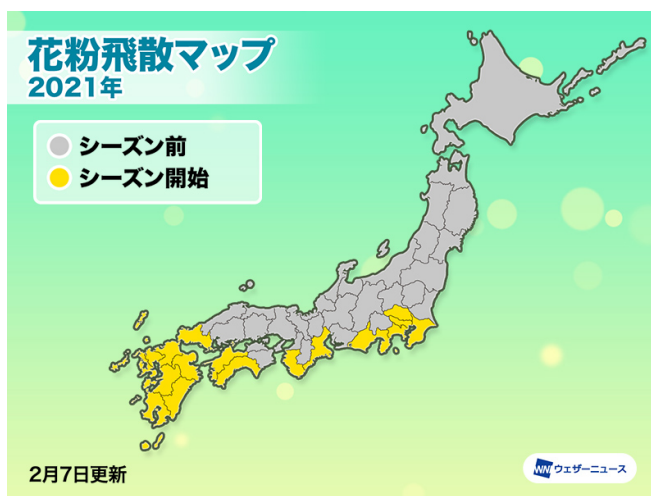 花粉飛散マップ
2021年
シーズン前
シーズン開始
2月7日更新
WNI ウェザーニュース